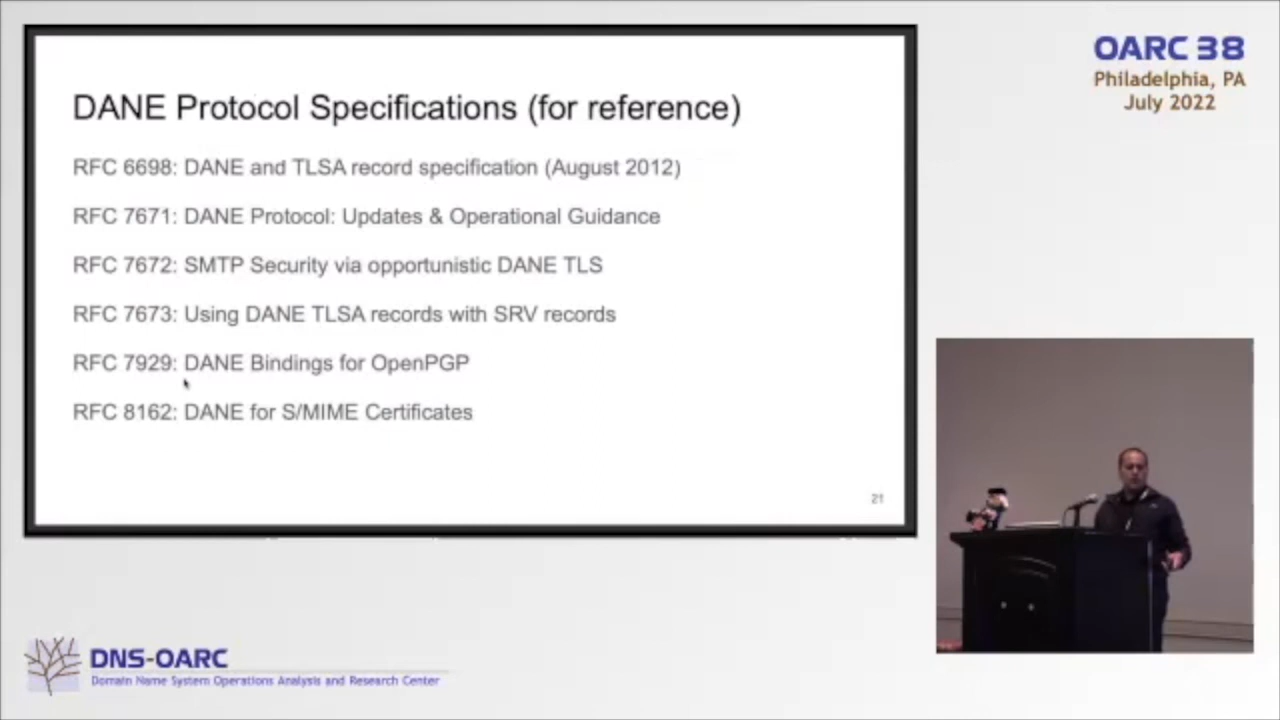 DANE Protocol Specifications (for reference)
RFC 6698: DANE and TLSA record specification (August 2012)
RFC 7671: DANE Protocol: Updates & Operational Guidance
RFC 7672: SMTP Security via opportunistic DANE TLS
RFC 7673: Using DANE TLSA records with SRV records
RFC 7929: DANE Bindings for OpenPGP
RFC 8162: DANE for S/MIME Certificates
21
OARC 38
Philadelphia, PA
July 2022
DNS-OARC
Domain Name System Operations Analysis and Research Center